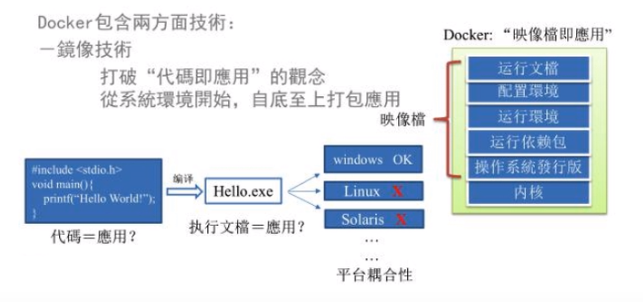 Docker包含兩方面技術：
－鏡像技術
打破“代碼即應用”的觀念
從系統環境開始，自底至上打包應用
Docker: “映像檔即應用”
运行文檔
配置環境
运行環境
运行依赖包
操作系統發行版
内核
映像檔
#include <stdio.h>
void main(){
printf("Hello World!");
}
代碼＝應用？
编译
Hello.exe
执行文檔＝應用？
windows OK
Linux X
Solaris X
…
…
平台耦合性